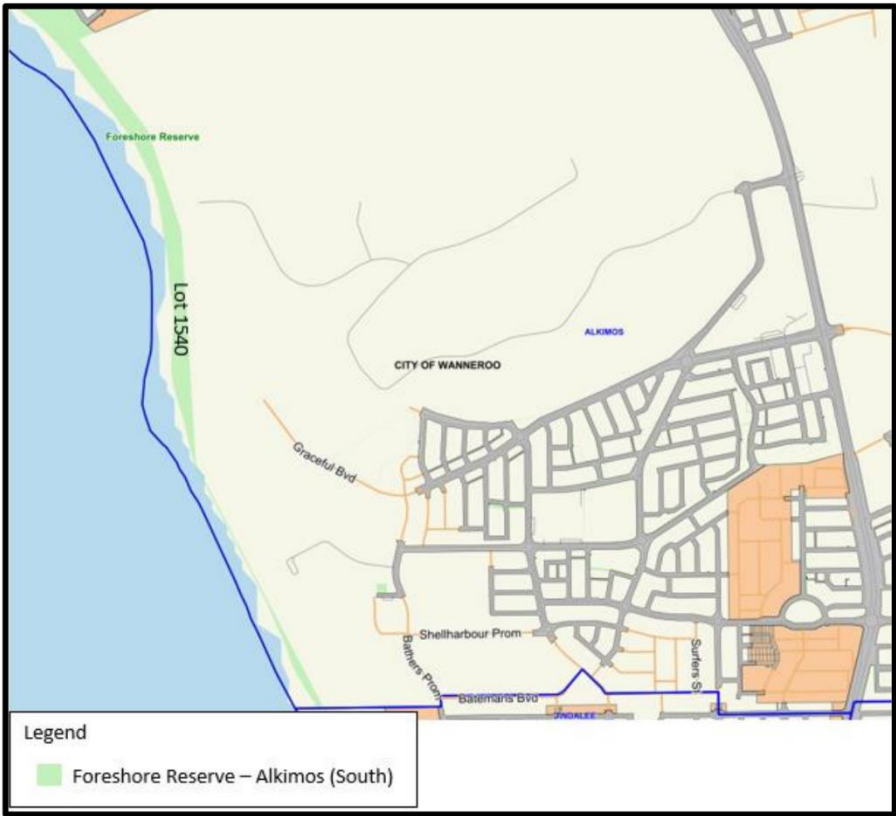 Foreshore Reserve
Lot 1540
ALKIMOS
CITY OF WANNEROO
Graceful Bvd
Shellharbour Prom
Bathers Prom
Surfers St
Batemans Bvd
JINDALEE
Legend
Foreshore Reserve – Alkimos (South)